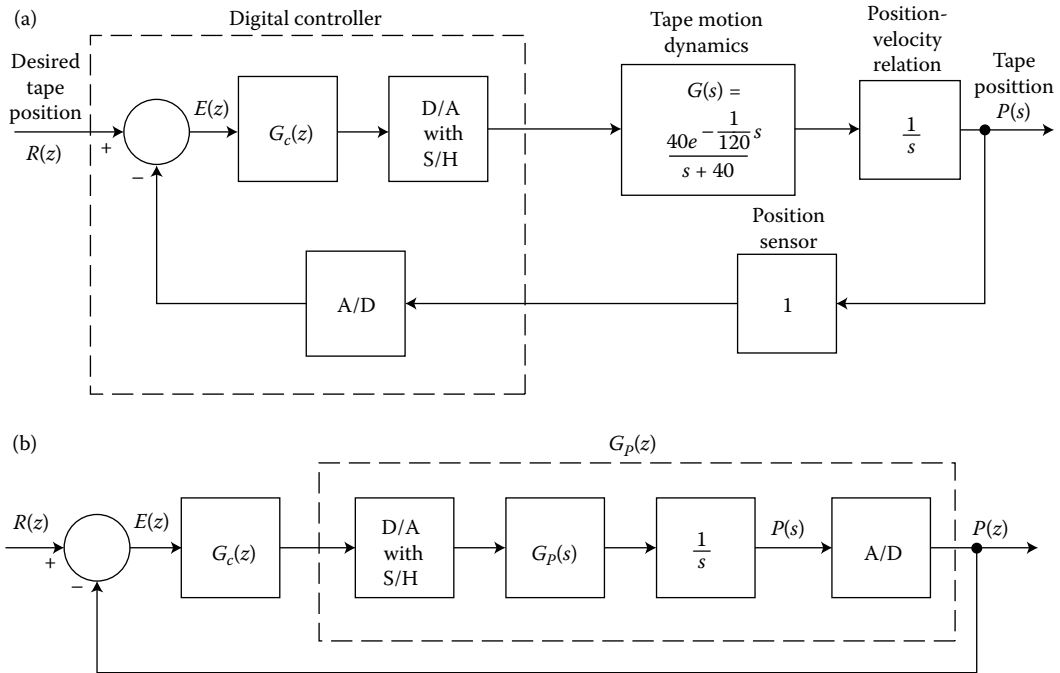 (a)
Digital controller
Tape motion
dynamics
Position-
velocity
relation
Desired
tape
position
R(z)
+
−
E(z)
G_c(z)
D/A
with
S/H
G(s) =
40e^{−\frac{1}{120}s}
s + 40
1
s
Tape
posittion
P(s)
Position
sensor
A/D
1
(b)
G_P(z)
R(z)
+
−
E(z)
G_c(z)
D/A
with
S/H
G_P(s)
1
s
P(s)
A/D
P(z)